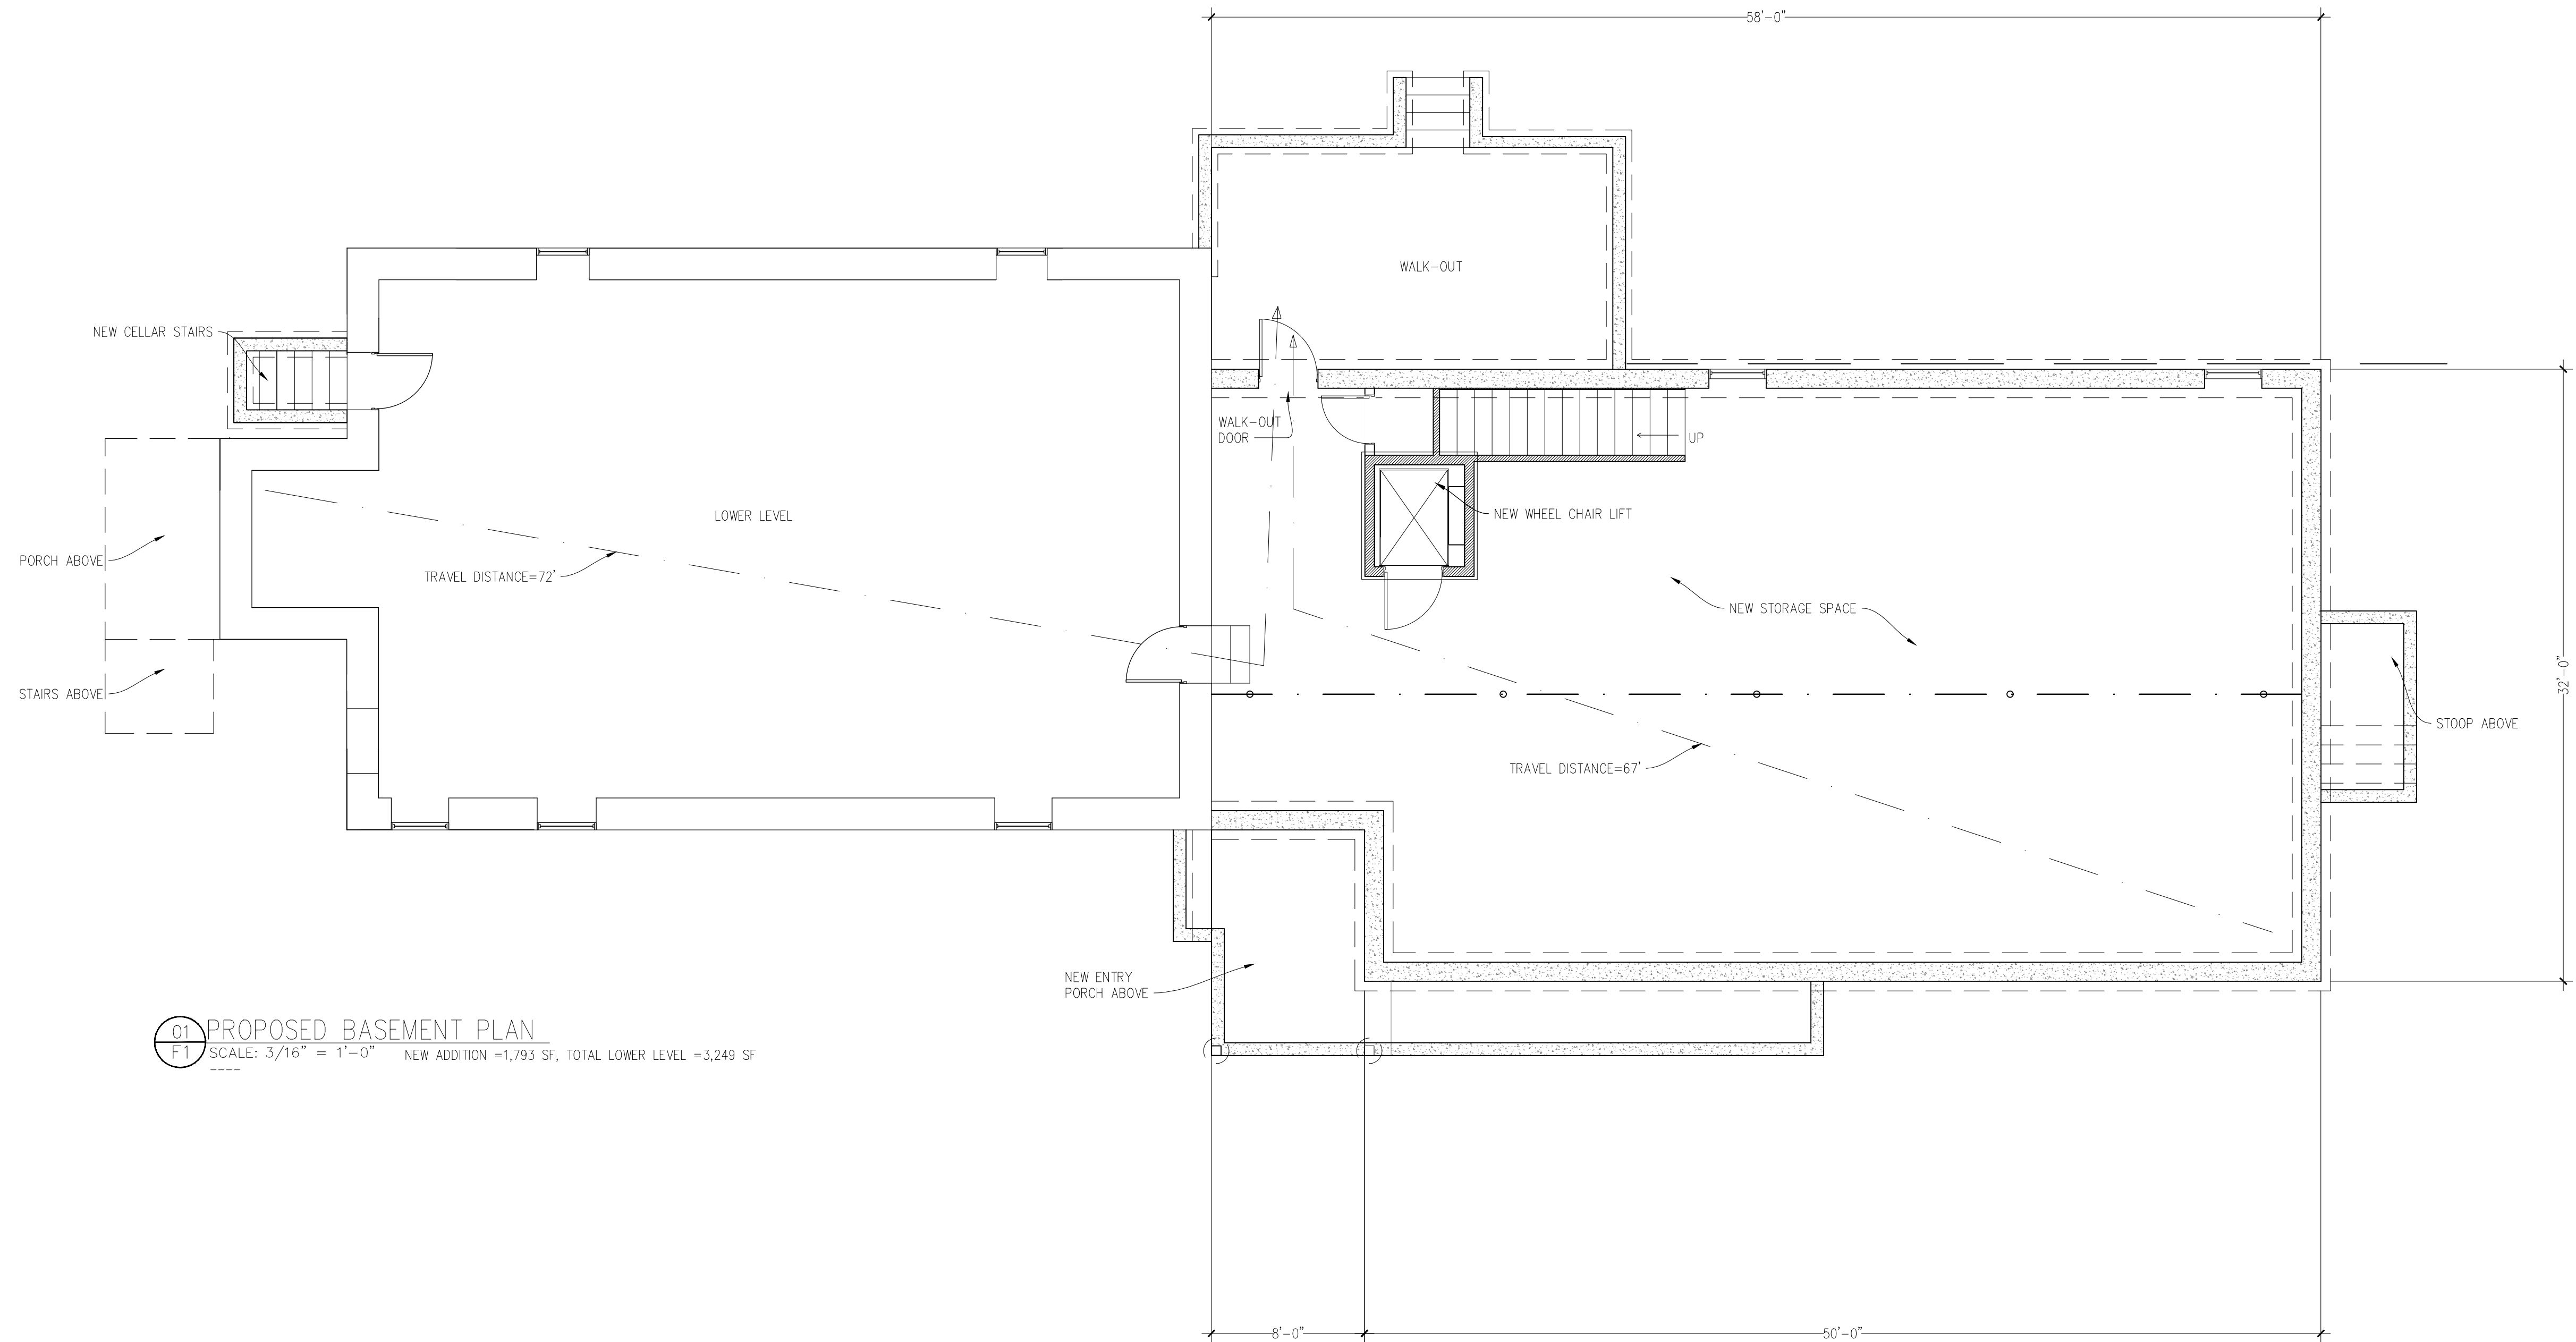 58'-0"
WALK-OUT
NEW CELLAR STAIRS
WALK-OUT
DOOR
UP
LOWER LEVEL
NEW WHEEL CHAIR LIFT
PORCH ABOVE
TRAVEL DISTANCE=72'
NEW STORAGE SPACE
STAIRS ABOVE
32'-0"
STOOP ABOVE
TRAVEL DISTANCE=67'
NEW ENTRY
PORCH ABOVE
01
F1
PROPOSED BASEMENT PLAN
SCALE: 3/16" = 1'-0"
NEW ADDITION =1,793 SF, TOTAL LOWER LEVEL =3,249 SF
----
8'-0"
50'-0"